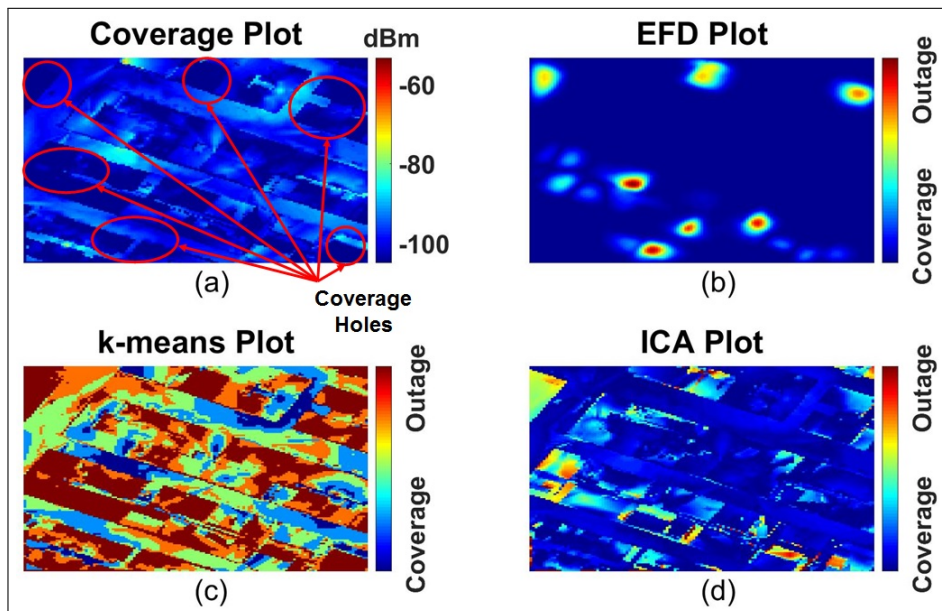 Coverage Plot
dBm
-60
-80
-100
(a)
Coverage
Holes
EFD Plot
Outage
Coverage
(b)
k-means Plot
Outage
Coverage
(c)
ICA Plot
Outage
Coverage
(d)